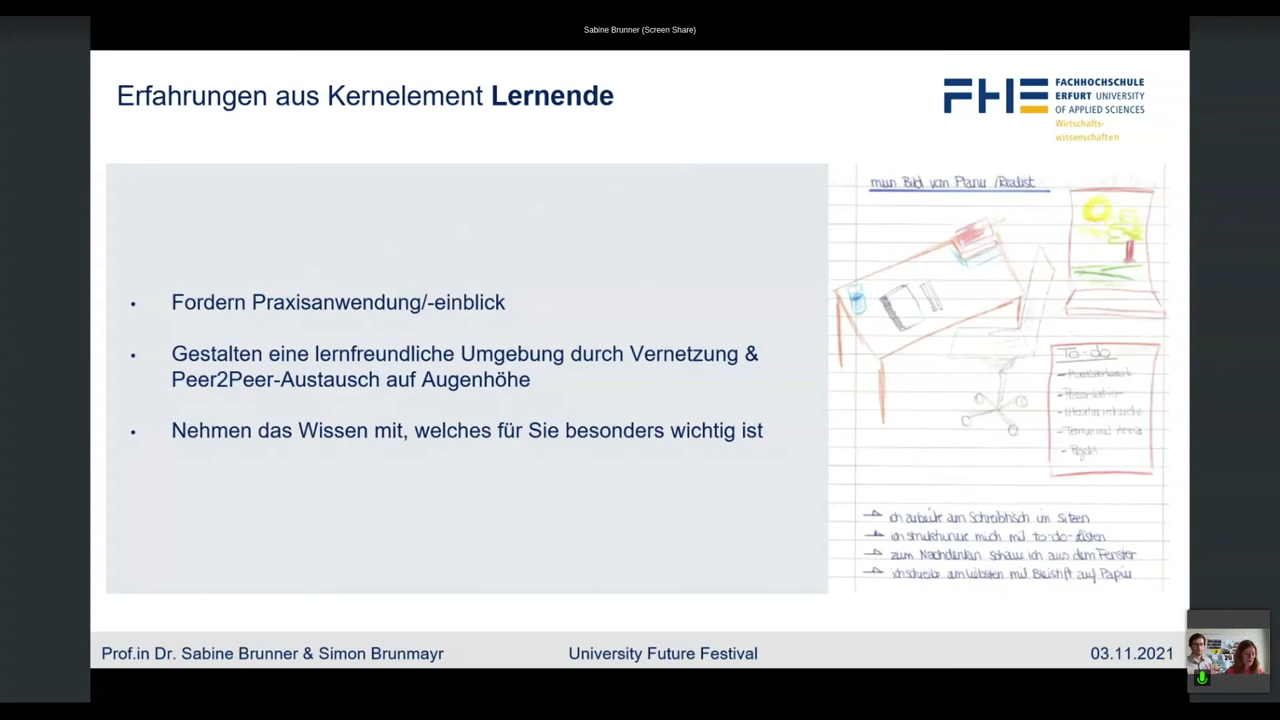 Sabine Brunner (Screen Share)
Erfahrungen aus Kernelement Lernende
FHE
FACHHOCHSCHULE
ERFURT UNIVERSITY
OF APPLIED SCIENCES
Wirtschafts-
wissenschaften
• Fordern Praxisanwendung/-einblick
• Gestalten eine lernfreundliche Umgebung durch Vernetzung &
Peer2Peer-Austausch auf Augenhöhe
• Nehmen das Wissen mit, welches für Sie besonders wichtig ist
mein Bild vom Planer /Realist
To-do
ich arbeite am Schreibtisch im Sitzen
ich strukturiere mich mit to-do-Listen
zum Nachdenken schaue ich aus dem Fenster
ich schreibe am liebsten mit Bleistift auf Papier
Prof.in Dr. Sabine Brunner & Simon Brunmayr
University Future Festival
03.11.2021